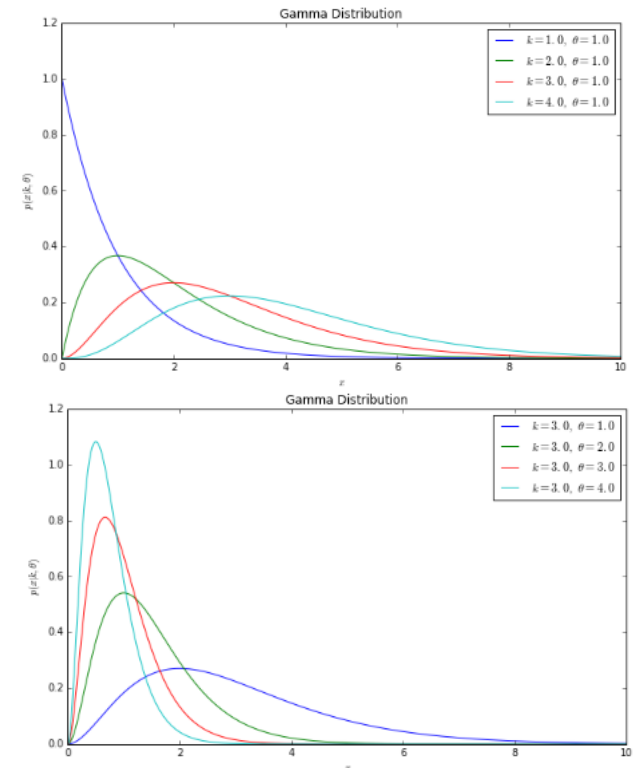 Gamma Distribution
1.2
1.0
0.8
0.6
0.4
0.2
0.0
p(x|k,θ)
k=1.0, θ=1.0
k=2.0, θ=1.0
k=3.0, θ=1.0
k=4.0, θ=1.0
0 2 4 6 8 10
x
Gamma Distribution
1.2
1.0
0.8
0.6
0.4
0.2
0.0
p(x|k,θ)
k=3.0, θ=1.0
k=3.0, θ=2.0
k=3.0, θ=3.0
k=3.0, θ=4.0
0 2 4 6 8 10